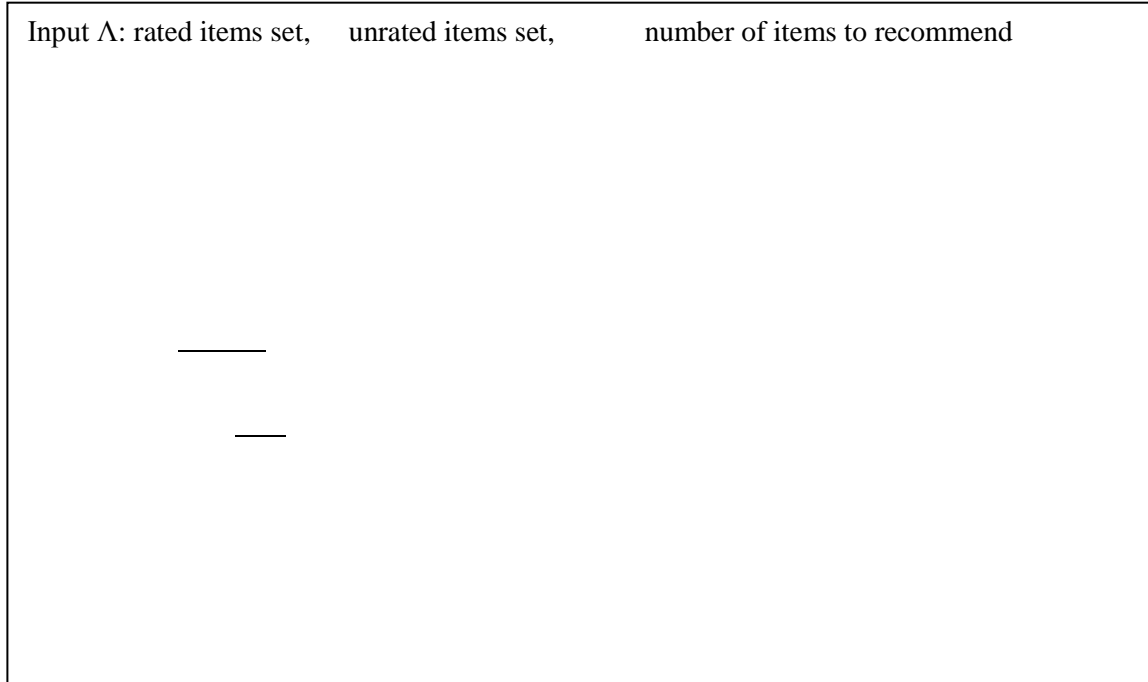 Input Λ: rated items set, unrated items set, number of items to recommend